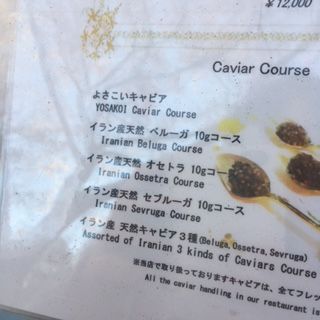 ¥12,000
Caviar Course
よさこいキャビア
YOSAKOI Caviar Course
イラン産天然 ベルーガ 10gコース
Iranian Beluga Course
イラン産天然 オセトラ 10gコース
Iranian Ossetra Course
イラン産天然 セブルーガ 10gコース
Iranian Sevruga Course
イラン産 天然キャビア3種(Beluga, Ossetra, Sevruga)
Assorted of Iranian 3 kinds of Caviars Course
※当店で取り扱っておりますキャビアは、全てフレッ
All the caviar handling in our restaurant is